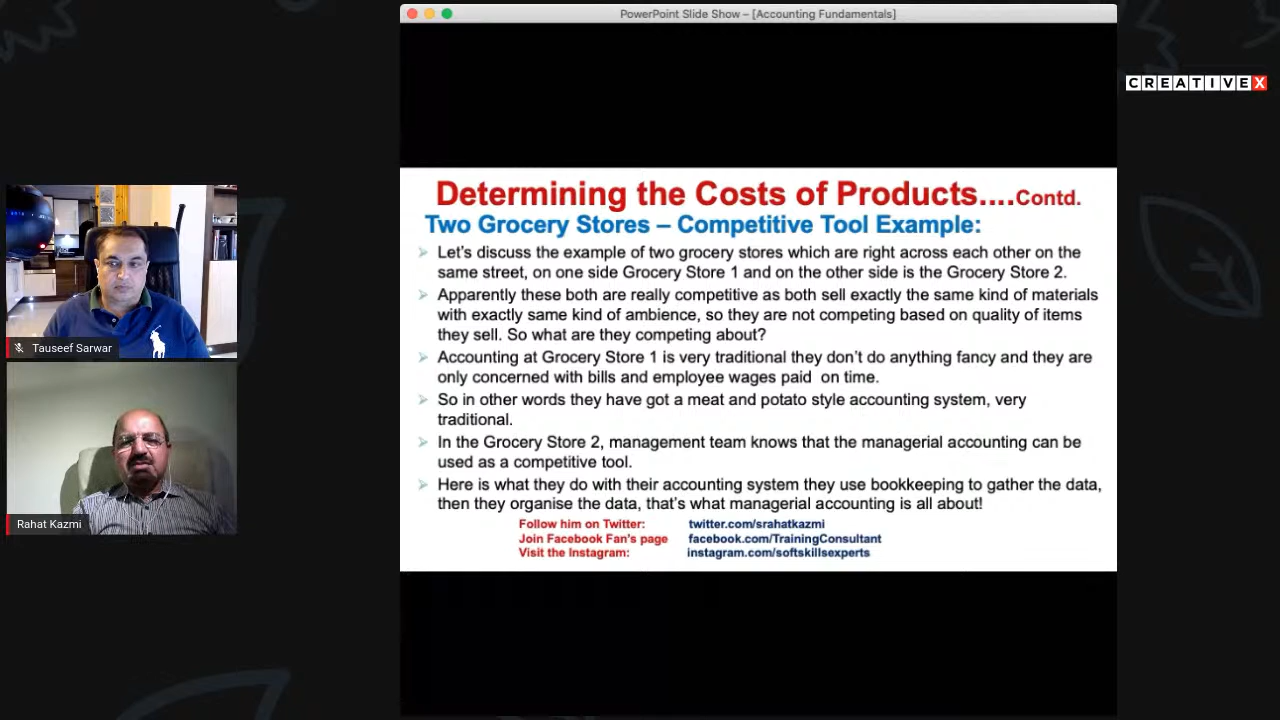 PowerPoint Slide Show – [Accounting Fundamentals]
CREATIVEX
Determining the Costs of Products....Contd.
Two Grocery Stores – Competitive Tool Example:
Let's discuss the example of two grocery stores which are right across each other on the
same street, on one side Grocery Store 1 and on the other side is the Grocery Store 2.
Apparently these both are really competitive as both sell exactly the same kind of materials
with exactly same kind of ambience, so they are not competing based on quality of items
they sell. So what are they competing about?
Accounting at Grocery Store 1 is very traditional they don't do anything fancy and they are
only concerned with bills and employee wages paid on time.
So in other words they have got a meat and potato style accounting system, very
traditional.
In the Grocery Store 2, management team knows that the managerial accounting can be
used as a competitive tool.
Here is what they do with their accounting system they use bookkeeping to gather the data,
then they organise the data, that's what managerial accounting is all about!
Follow him on Twitter: twitter.com/srahatkazmi
Join Facebook Fan's page facebook.com/TrainingConsultant
Visit the Instagram: instagram.com/softskillsexperts
Tauseef Sarwar
Rahat Kazmi